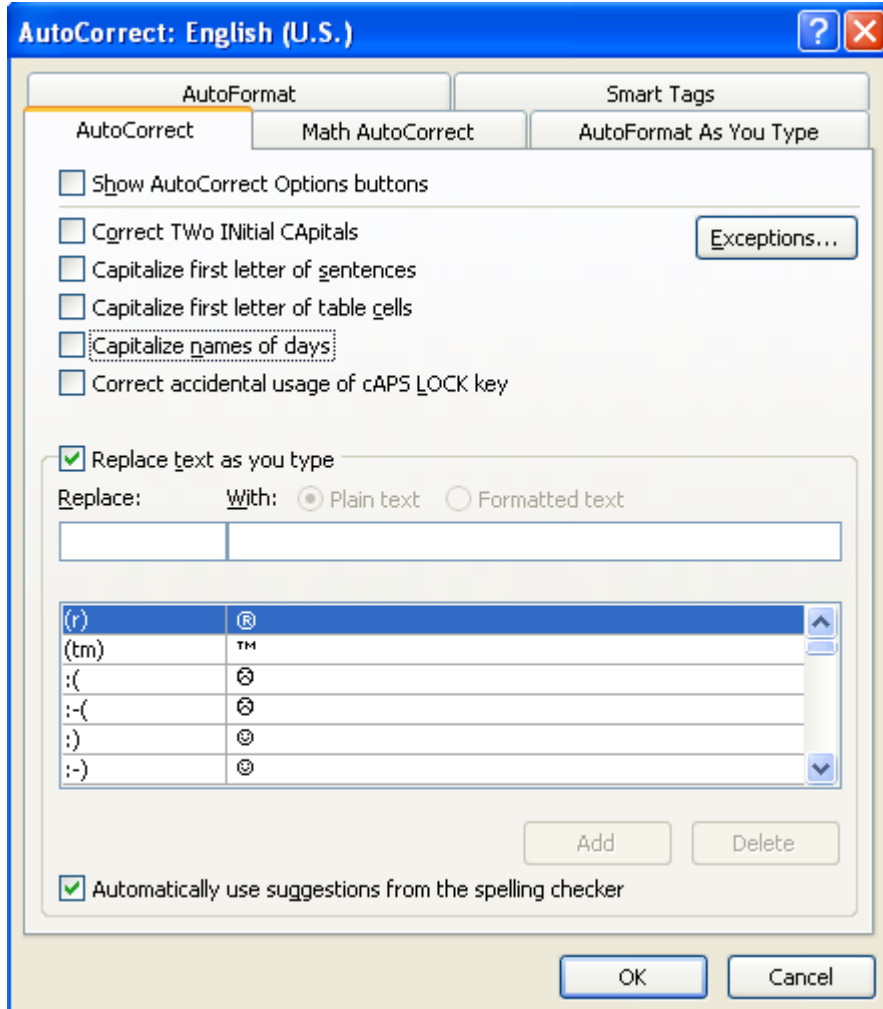 AutoCorrect: English (U.S.)
AutoFormat Smart Tags
AutoCorrect Math AutoCorrect AutoFormat As You Type
Show AutoCorrect Options buttons
Correct TWo INitial CApitals Exceptions...
Capitalize first letter of sentences
Capitalize first letter of table cells
Capitalize names of days
Correct accidental usage of cAPS LOCK key
Replace text as you type
Replace: With: Plain text Formatted text
(r) ®
(tm) ™
:( ☹
:-( ☹
:) ☺
:-) ☺
Add Delete
Automatically use suggestions from the spelling checker
OK Cancel